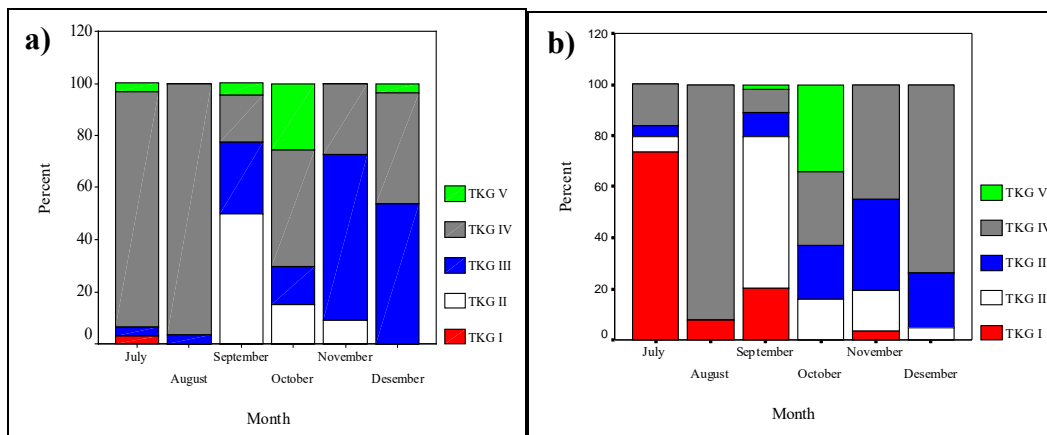 a)
120
100
80
60
40
20
0
Percent
TKG V
TKG IV
TKG III
TKG II
TKG I
July September November
August October Desember
Month
b)
120
100
80
60
40
20
0
Percent
TKG V
TKG IV
TKG II
TKG II
TKG I
July September November
August October Desember
Month